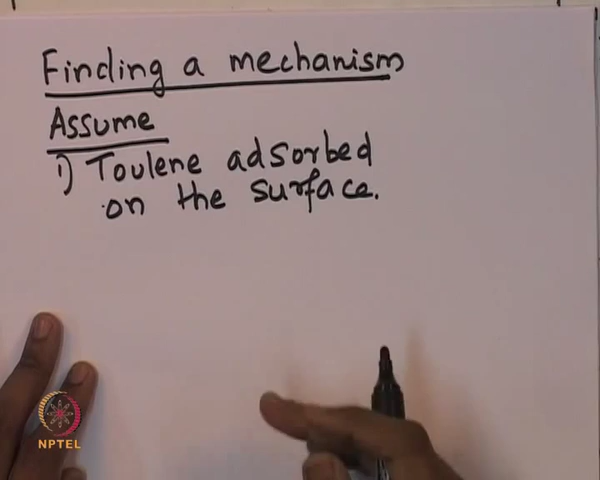 Finding a mechanism
Assume
1) Toulene adsorbed
on the surface.
NPTEL